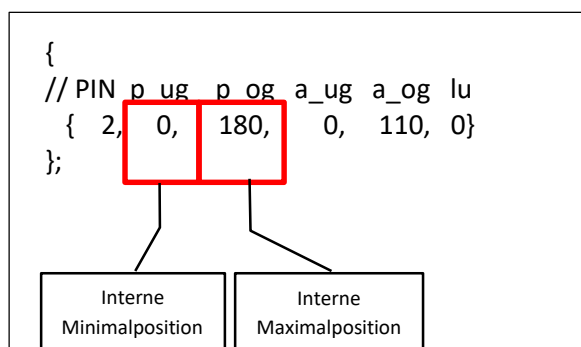 {
// PIN p_ug p_og a_ug a_og lu
{ 2, 0, 180, 0, 110, 0}
};
Interne
Minimalposition
Interne
Maximalposition